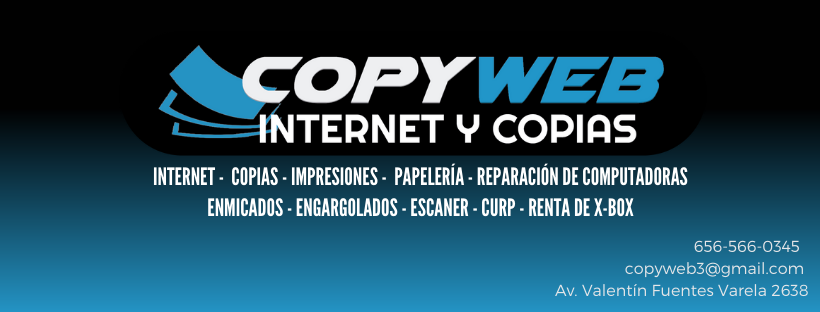 COPYWEB
INTERNET Y COPIAS
INTERNET - COPIAS - IMPRESIONES - PAPELERÍA - REPARACIÓN DE COMPUTADORAS
ENMICADOS - ENGARGOLADOS - ESCANER - CURP - RENTA DE X-BOX
656-566-0345
copyweb3@gmail.com
Av. Valentín Fuentes Varela 2638